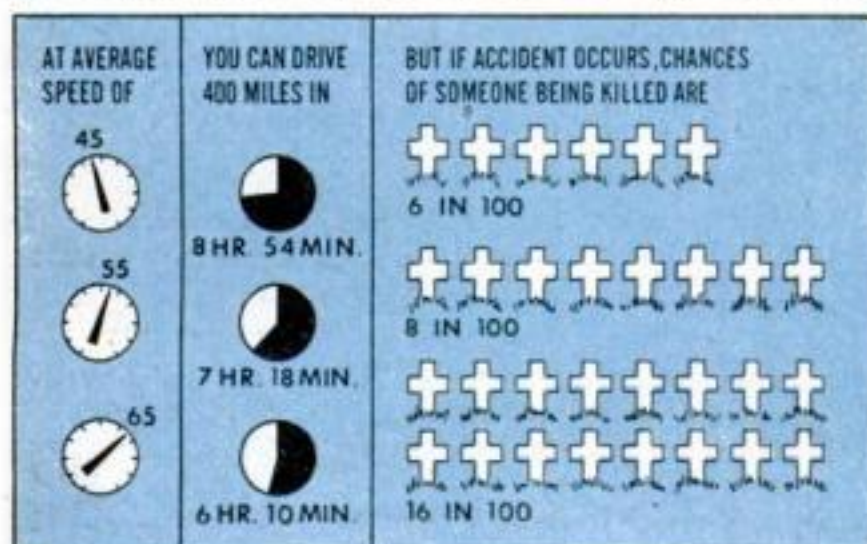 AT AVERAGE
SPEED OF
YOU CAN DRIVE
400 MILES IN
BUT IF ACCIDENT OCCURS, CHANCES
OF SOMEONE BEING KILLED ARE
45
8 HR. 54 MIN.
6 IN 100
55
7 HR. 18 MIN.
8 IN 100
65
6 HR. 10 MIN.
16 IN 100